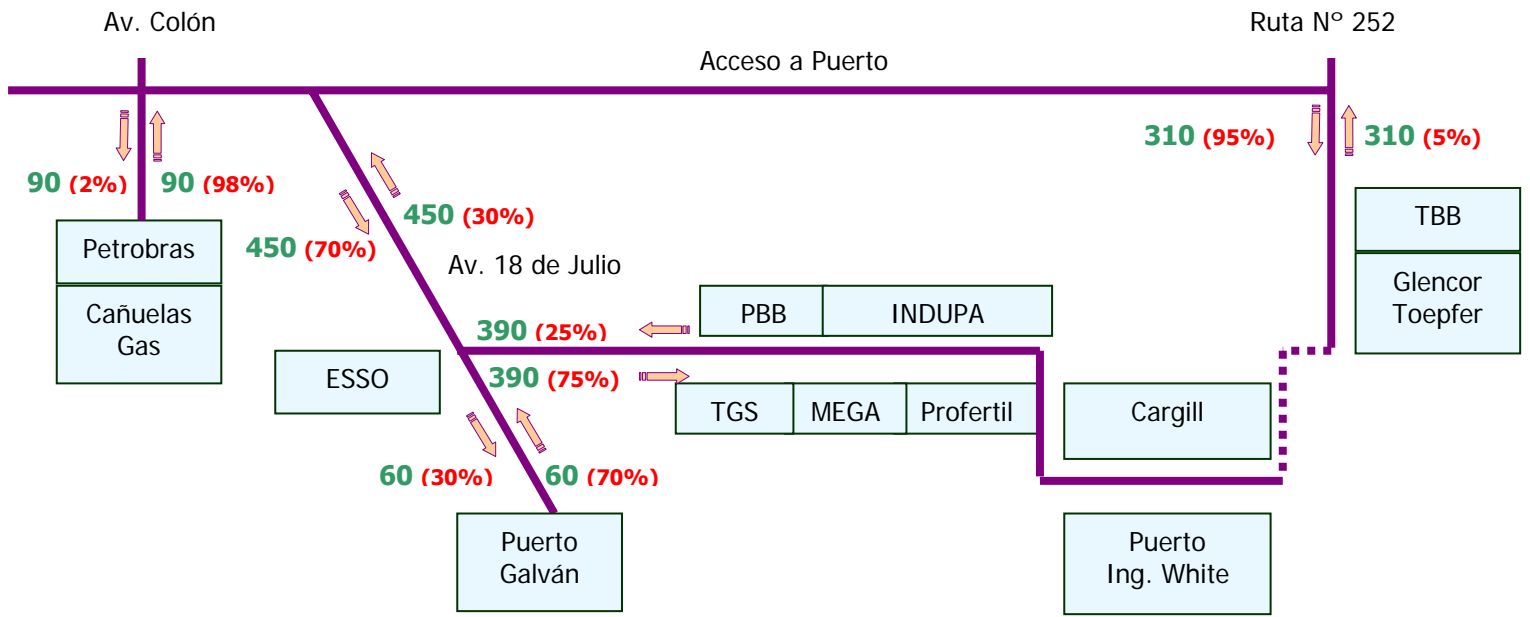 Av. Colón
Ruta Nº 252
Acceso a Puerto
310 (95%)
310 (5%)
90 (2%)
90 (98%)
450 (30%)
450 (70%)
Petrobras
Cañuelas
Gas
TBB
Glencor
Toepfer
Av. 18 de Julio
PBB
INDUPA
390 (25%)
390 (75%)
ESSO
TGS
MEGA
Profertil
Cargill
60 (30%)
60 (70%)
Puerto
Galván
Puerto
Ing. White